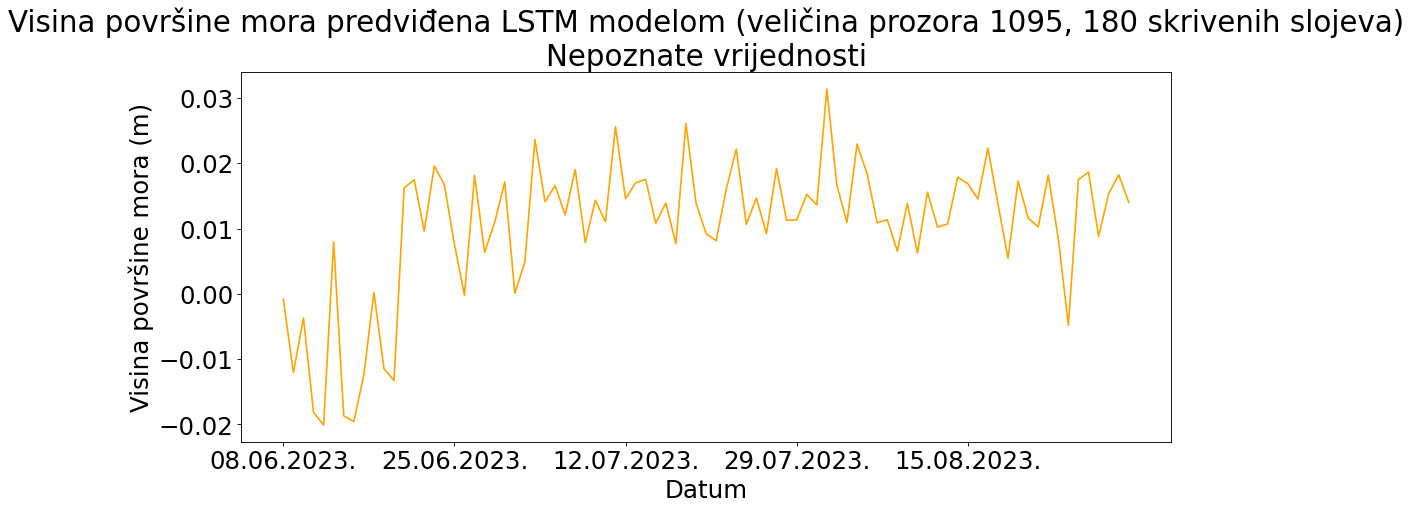 Visina površine mora predviđena LSTM modelom (veličina prozora 1095, 180 skrivenih slojeva)
Nepoznate vrijednosti
Visina površine mora (m)
0.03
0.02
0.01
0.00
−0.01
−0.02
08.06.2023. 25.06.2023. 12.07.2023. 29.07.2023. 15.08.2023.
Datum